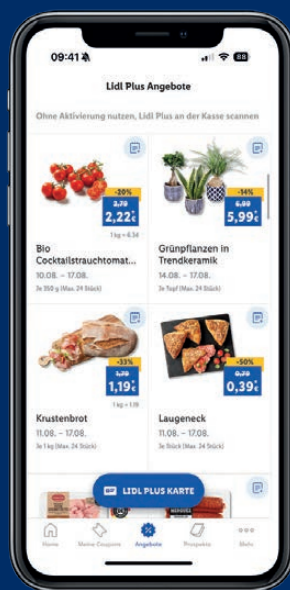 09:41
88
Lidl Plus Angebote
Ohne Aktivierung nutzen, Lidl Plus an der Kasse scannen
-20%
2,79
2,22€
1 kg = 6.34
Bio
Cocktailstrauchtomat...
10.08. – 17.08.
Je 350 g (Max. 24 Stück)
-14%
6,99
5,99€
Grünpflanzen in
Trendkeramik
14.08. – 17.08.
Je Topf (Max. 24 Stück)
-33%
1,79
1,19€
1 kg = 1.19
Krustenbrot
11.08. – 17.08.
Je 1 kg (Max. 24 Stück)
-50%
0,79
0,39€
Laugeneck
11.08. – 17.08.
Je Stück (Max. 24 Stück)
LIDL PLUS KARTE
Home
Meine Coupons
Angebote
Prospekte
Mehr